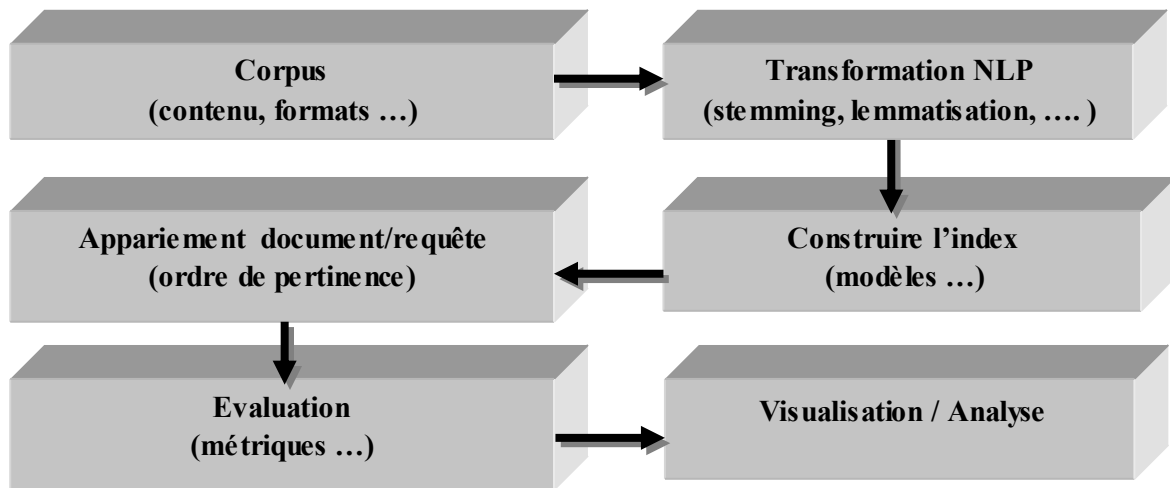 Corpus
(contenu, formats …)
Transformation NLP
(stemming, lemmatisation, …. )
Appariement document/requête
(ordre de pertinence)
Construire l’index
(modèles …)
Evaluation
(métriques …)
Visualisation / Analyse